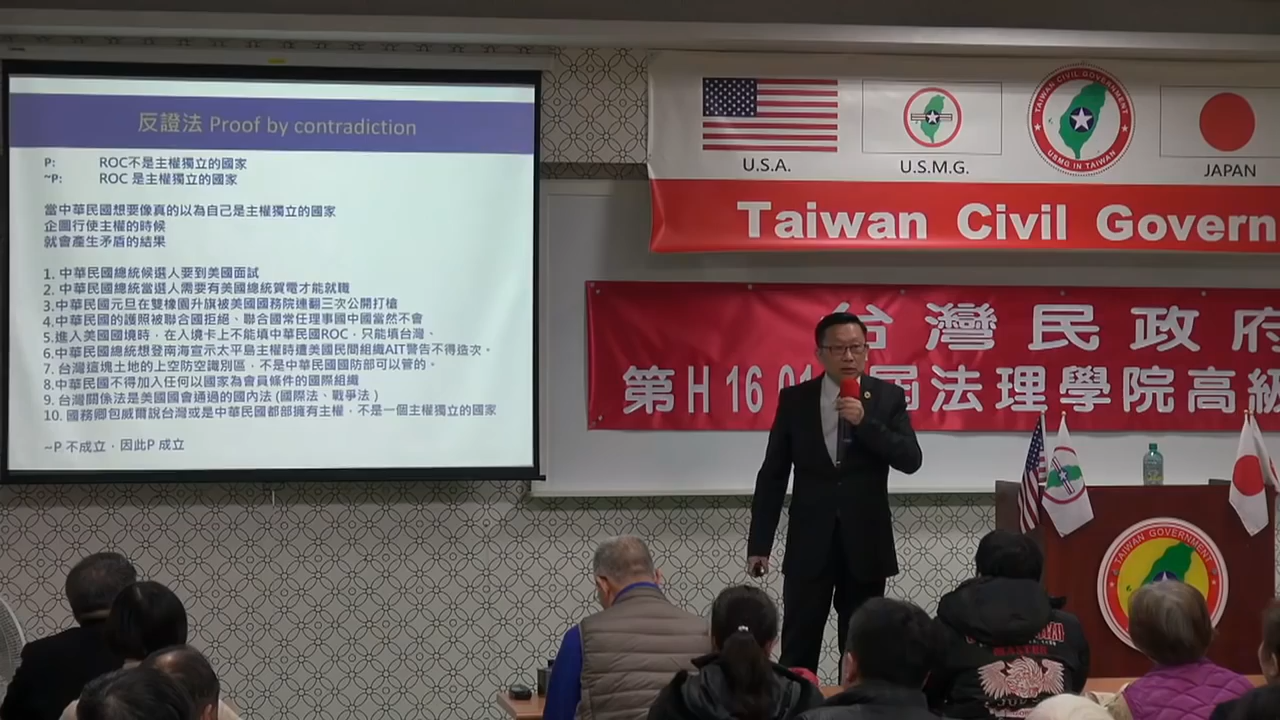 反證法 Proof by contradiction
P: ROC不是主權獨立的國家
~P: ROC 是主權獨立的國家
當中華民國想要像真的以為自己是主權獨立的國家
企圖行使主權的時候
就會產生矛盾的結果
1. 中華民國總統候選人要到美國面試
2. 中華民國總統當選人需要有美國總統賀電才能就職
3.中華民國元旦在雙橡園升旗被美國國務院連翻三次公開打槍
4.中華民國的護照被聯合國拒絕、聯合國常任理事國中國當然不會
5.進入美國國境時，在入境卡上不能填中華民國ROC，只能填台灣。
6.中華民國總統想登南海宣示太平島主權時遭美國民間組織AIT警告不得造次。
7. 台灣這塊土地的上空防空識別區，不是中華民國國防部可以管的。
8. 中華民國不得加入任何以國家為會員條件的國際組織
9. 台灣關係法是美國國會通過的國內法 (國際法、戰爭法 )
10. 國務卿包威爾說台灣或是中華民國都部擁有主權，不是一個主權獨立的國家
~P 不成立，因此P 成立
U.S.A.
U.S.M.G.
TAIWAN CIVIL GOVERNMENT
USMG IN TAIWAN
JAPAN
Taiwan Civil Govern
台灣民政府
第H 16 01 屆法理學院高級
TAIWAN GOVERNMENT